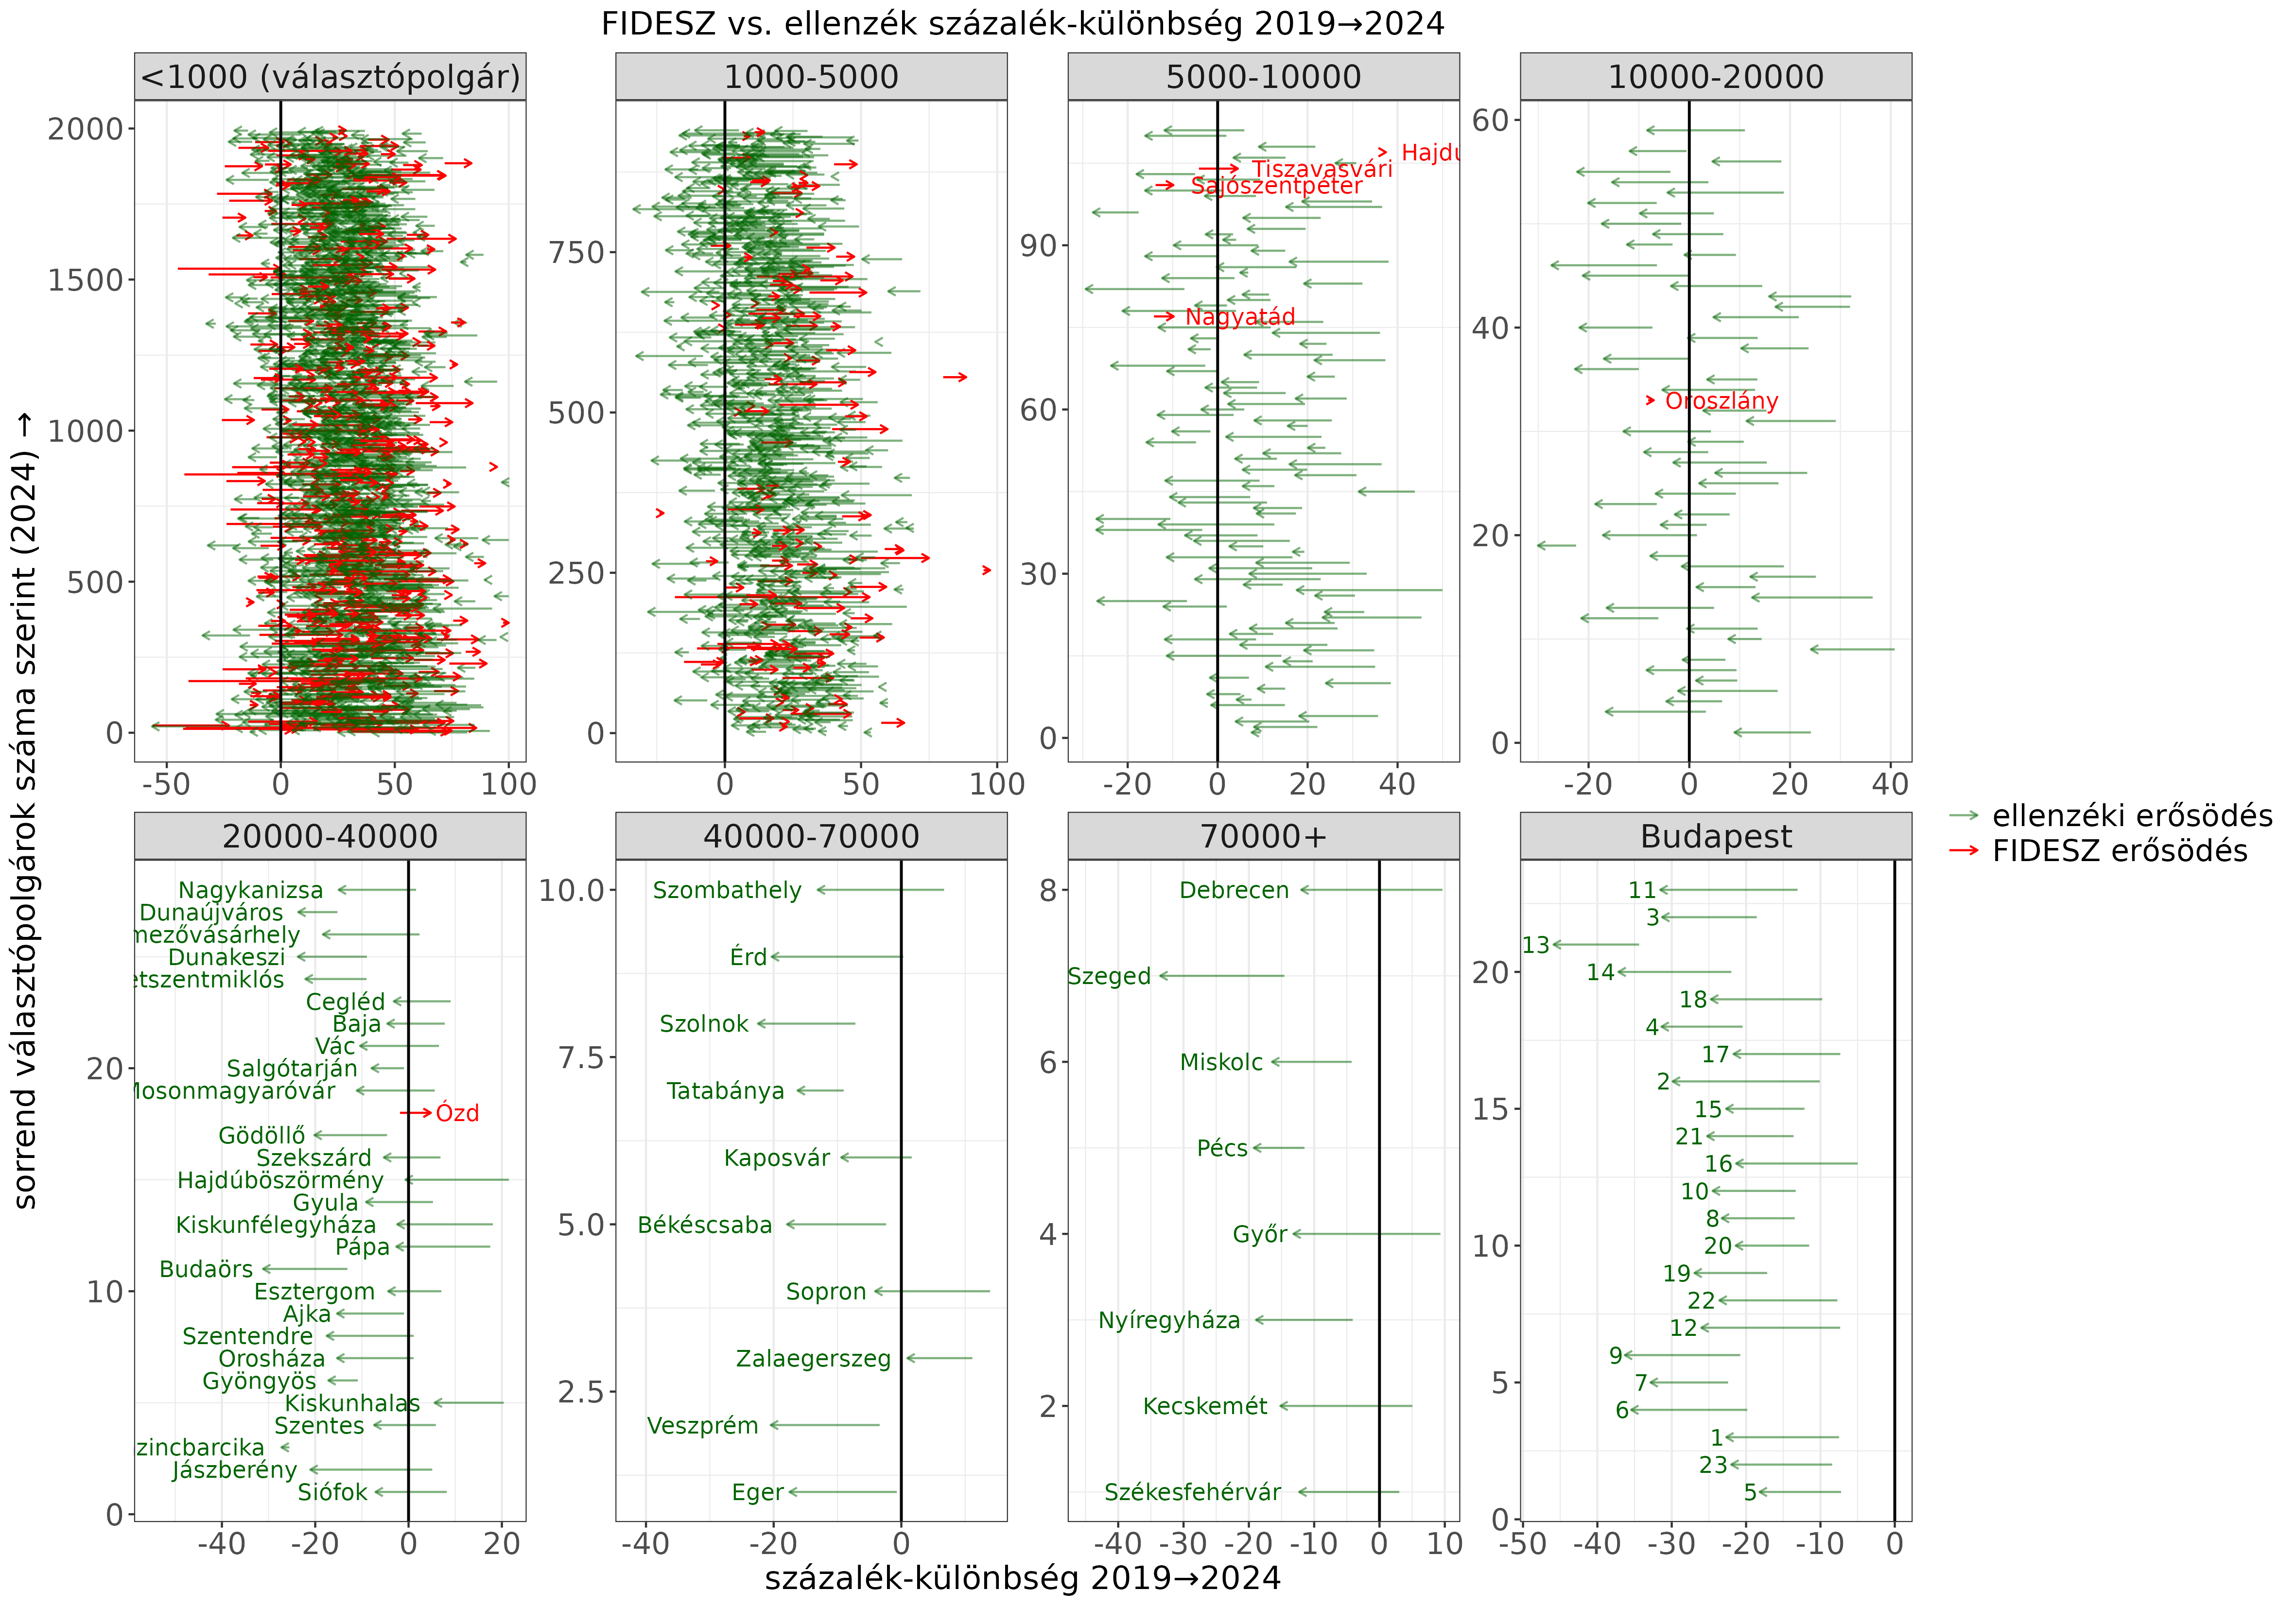 FIDESZ vs. ellenzék százalék-különbség 2019→2024
<1000 (választópolgár)
1000-5000
5000-10000
10000-20000
2000
1500
1000
500
0
-50 0 50 100
750
500
250
0
0 50 100
90
60
30
0
-20 0 20 40
Hajdu
Tiszavasvári
Sajószentpéter
Nagyatád
60
40
20
0
-20 0 20 40
Oroszlány
sorrend választópolgárok száma szerint (2024) →
ellenzéki erősödés
FIDESZ erősödés
20000-40000
40000-70000
70000+
Budapest
20
10
0
Nagykanizsa
Dunaújváros
mezővásárhely
Dunakeszi
etszentmiklós
Cegléd
Baja
Vác
Salgótarján
Mosonmagyaróvár
Ózd
Gödöllő
Szekszárd
Hajdúböszörmény
Gyula
Kiskunfélegyháza
Pápa
Budaörs
Esztergom
Ajka
Szentendre
Orosháza
Gyöngyös
Kiskunhalas
Szentes
zincbarcika
Jászberény
Siófok
-40 -20 0 20
10.0
7.5
5.0
2.5
Szombathely
Érd
Szolnok
Tatabánya
Kaposvár
Békéscsaba
Sopron
Zalaegerszeg
Veszprém
Eger
-40 -20 0
8
6
4
2
Debrecen
Szeged
Miskolc
Pécs
Győr
Nyíregyháza
Kecskemét
Székesfehérvár
-40 -30 -20 -10 0 10
20
15
10
5
0
11
3
13
14
18
4
17
2
15
21
16
10
8
20
19
22
12
9
7
6
1
23
5
-50 -40 -30 -20 -10 0
százalék-különbség 2019→2024